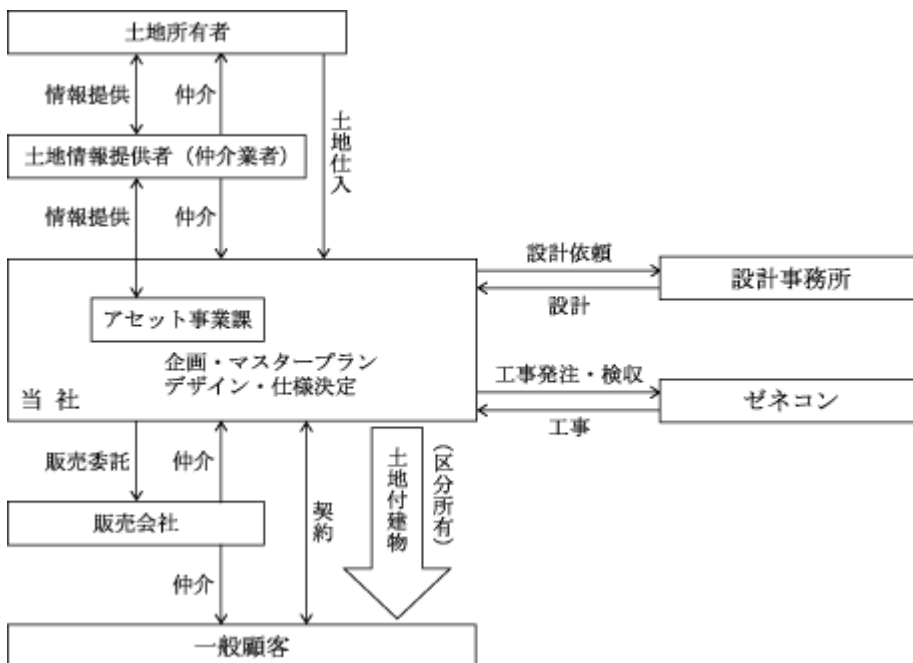 土地所有者
情報提供
仲介
土地仕入
土地情報提供者（仲介業者）
情報提供
仲介
設計依頼
設計事務所
設計
アセット事業課
企画・マスタープラン
デザイン・仕様決定
当 社
工事発注・検収
ゼネコン
工事
販売委託
仲介
契約
土地付建物
（区分所有）
販売会社
仲介
一般顧客